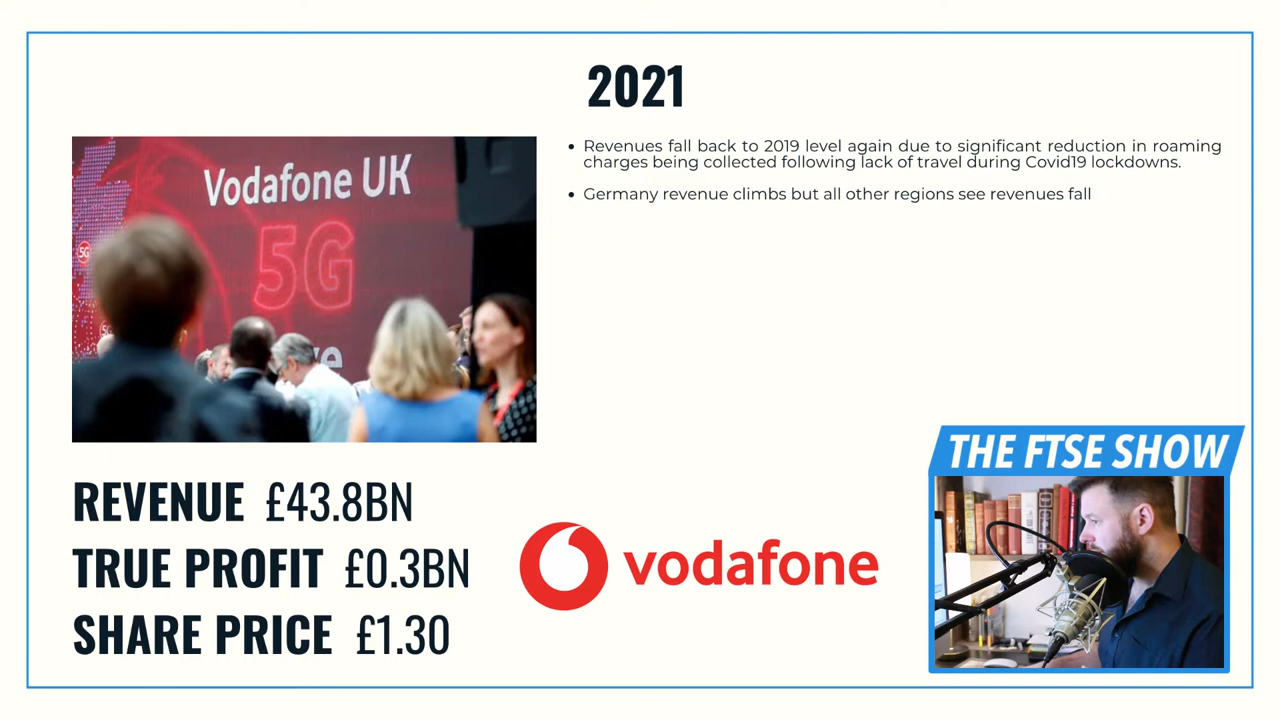 2021
• Revenues fall back to 2019 level again due to significant reduction in roaming
charges being collected following lack of travel during Covid19 lockdowns.
• Germany revenue climbs but all other regions see revenues fall
Vodafone UK
5G
5G
REVENUE £43.8BN
TRUE PROFIT £0.3BN
SHARE PRICE £1.30
vodafone
THE FTSE SHOW